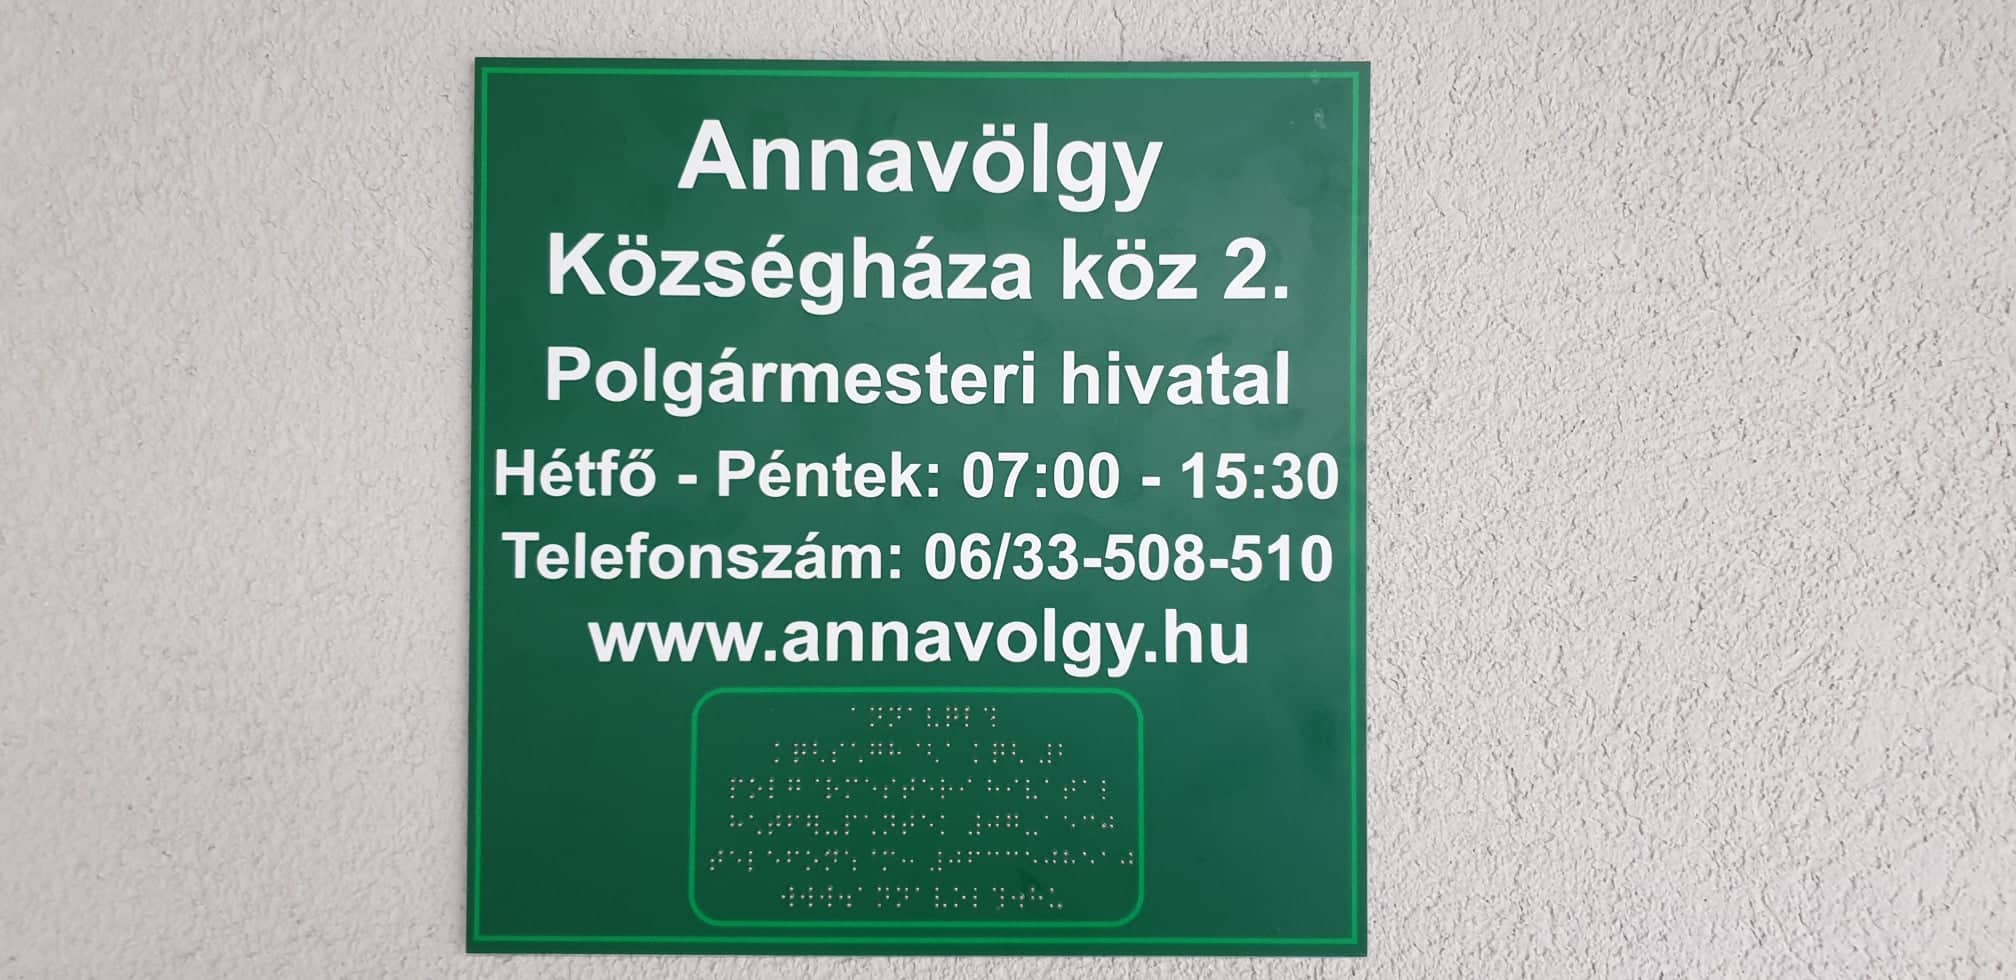 Annavölgy
Községháza köz 2.
Polgármesteri hivatal
Hétfő - Péntek: 07:00 - 15:30
Telefonszám: 06/33-508-510
www.annavolgy.hu